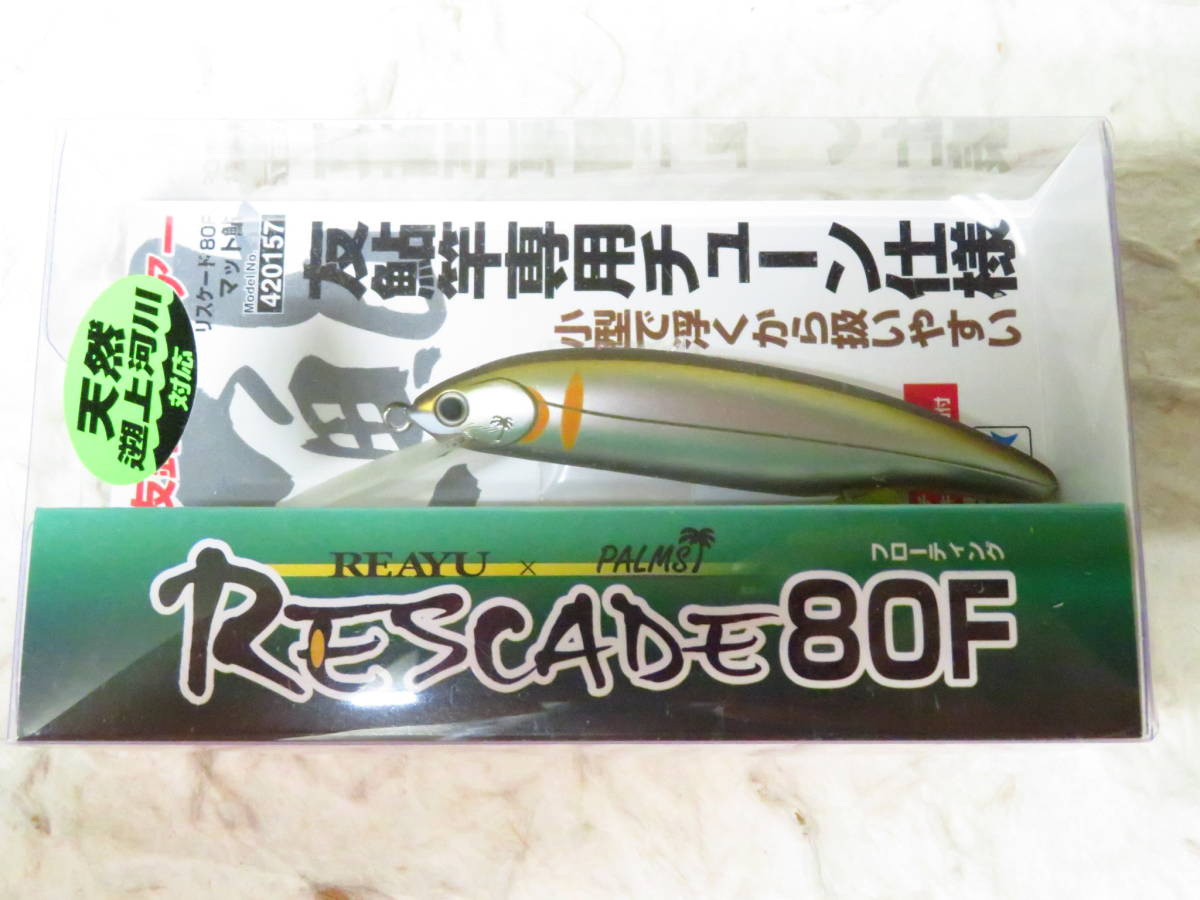 友鮎竿専用チューン仕様
小型で浮くから扱いやすい
リスケード80F
マット鮎
Model No.
420157
天然
遡上河川
対応
REAYU × PALMS
フローティング
RESCADE80F